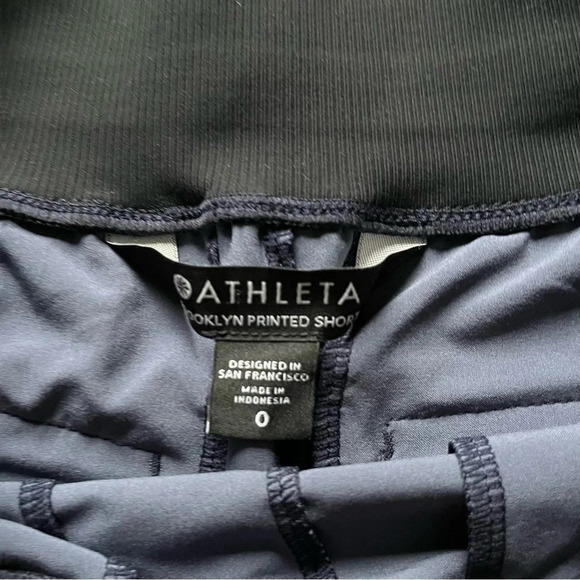 ATHLETA
OOKLYN PRINTED SHOR
DESIGNED IN
SAN FRANCISCO
MADE IN
INDONESIA
0